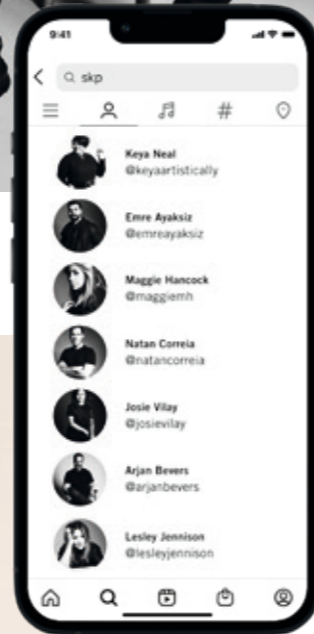 9:41
skp
#
Keya Neal
@keyaartistically
Emre Ayaksiz
@emreayaksiz
Maggie Hancock
@maggiemh
Natan Correia
@natancorreia
Josie Vilay
@josievilay
Arjan Bevers
@arjanbevers
Lesley Jennison
@lesleyjennison